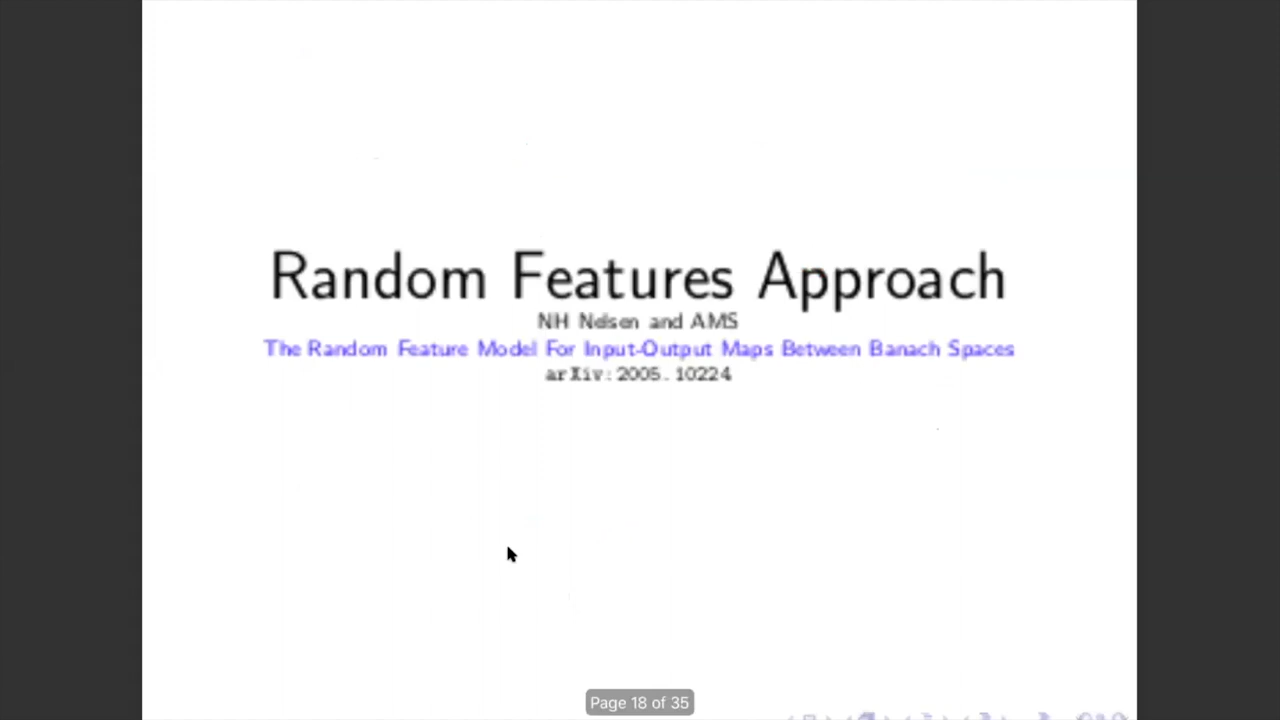 Random Features Approach
NH Nelsen and AMS
The Random Feature Model For Input-Output Maps Between Banach Spaces
arXiv:2005.10224
Page 18 of 35